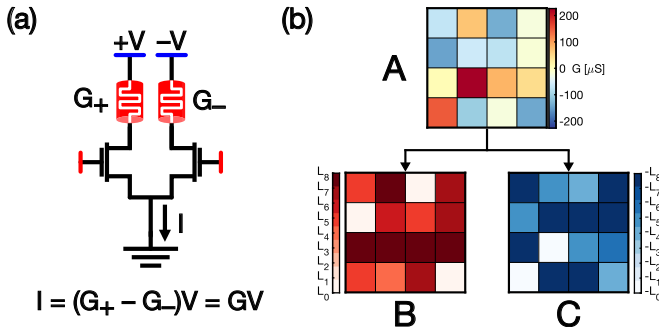 (a)
+V −V
G₊ G₋
I
I = (G₊ − G₋)V = GV
(b)
A
200
100
0 G [μS]
-100
-200
L₈
L₇
L₆
L₅
L₄
L₃
L₂
L₁
L₀
B
-L₈
-L₇
-L₆
-L₅
-L₄
-L₃
-L₂
-L₁
-L₀
C